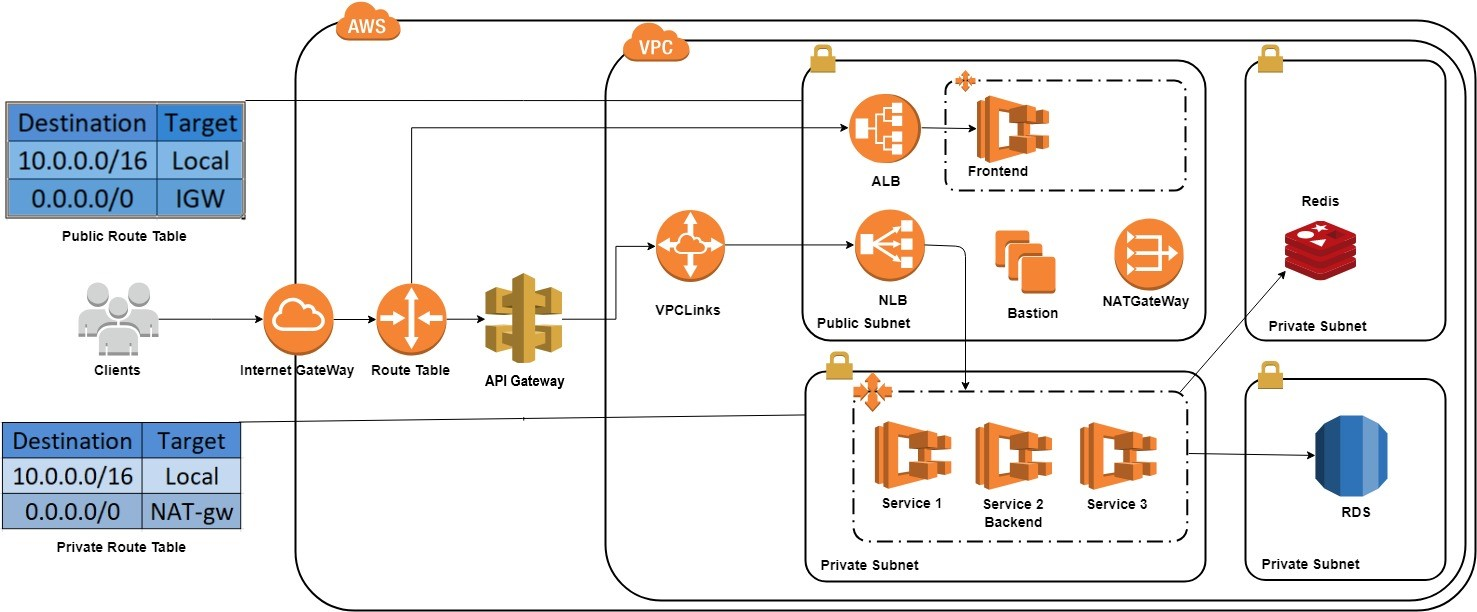 AWS
VPC
Destination Target
10.0.0.0/16 Local
0.0.0.0/0 IGW
Public Route Table
ALB
Frontend
Redis
VPCLinks
NLB
Bastion
NATGateWay
Public Subnet
Private Subnet
Clients
Internet GateWay
Route Table
API Gateway
Destination Target
10.0.0.0/16 Local
0.0.0.0/0 NAT-gw
Private Route Table
Service 1
Service 2
Backend
Service 3
RDS
Private Subnet
Private Subnet